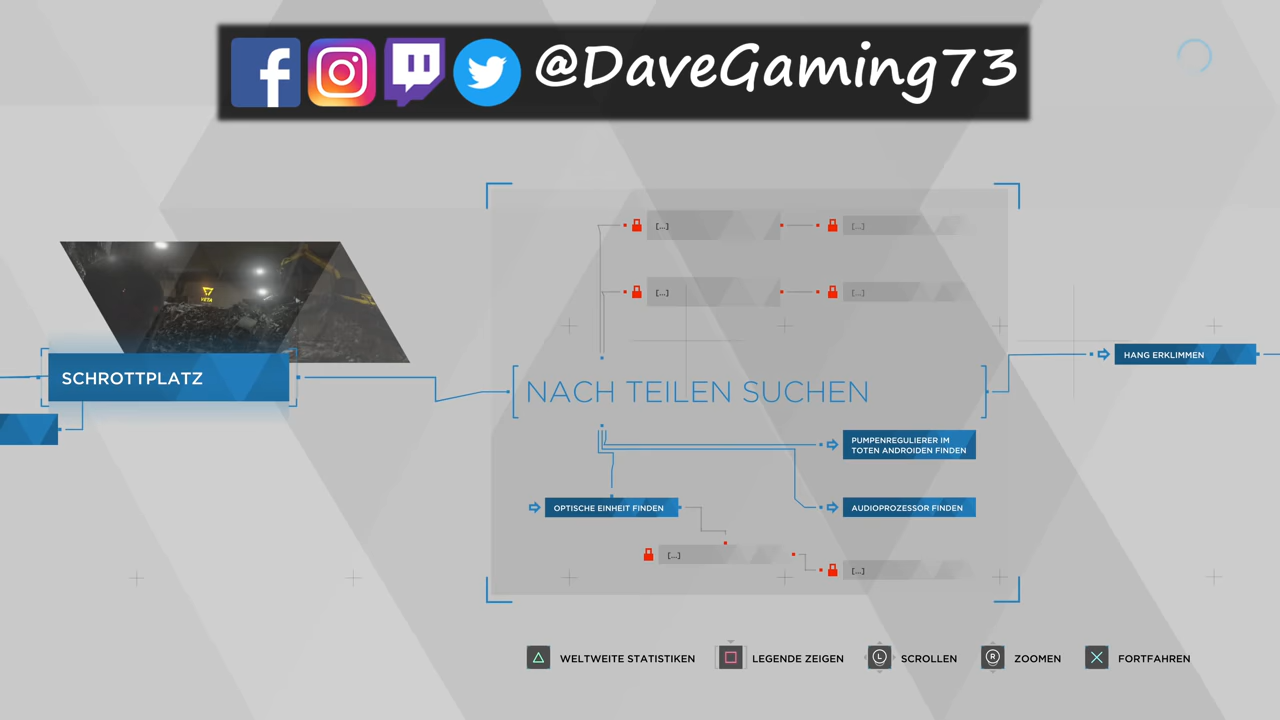 @DaveGaming73
[...]
[...]
[...]
[...]
VETA
SCHROTTPLATZ
HANG ERKLIMMEN
NACH TEILEN SUCHEN
PUMPENREGULIERER IM
TOTEN ANDROIDEN FINDEN
OPTISCHE EINHEIT FINDEN
AUDIOPROZESSOR FINDEN
[...]
[...]
WELTWEITE STATISTIKEN
LEGENDE ZEIGEN
L
SCROLLEN
R
ZOOMEN
FORTFAHREN